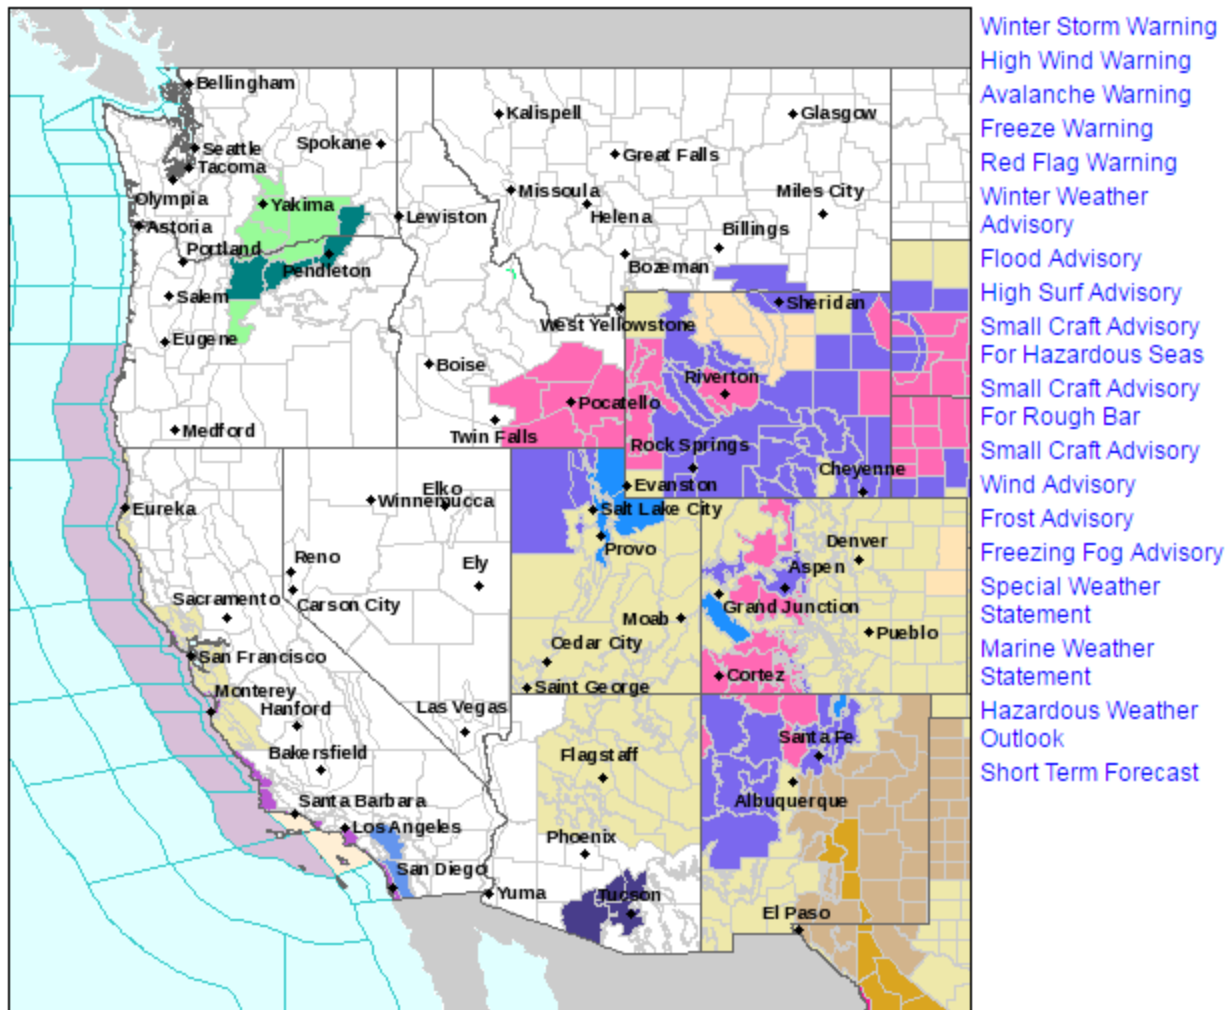 Bellingham
Kalispell
Glasgow
Seattle
Spokane
Great Falls
Tacoma
Missoula
Miles City
Olympia
Yakima
Lewiston
Helena
Astoria
Billings
Portland
Pendleton
Bozeman
Salem
Sheridan
West Yellowstone
Eugene
Boise
Riverton
Pocatello
Medford
Twin Falls
Rock Springs
Cheyenne
Elko
Evanston
Winnemucca
Eureka
Salt Lake City
Provo
Denver
Reno
Ely
Aspen
Sacramento
Carson City
Grand Junction
Moab
Pueblo
Cedar City
San Francisco
Cortez
Saint George
Monterey
Hanford
Las Vegas
Santa Fe
Bakersfield
Flagstaff
Santa Barbara
Albuquerque
Los Angeles
Phoenix
San Diego
Yuma
Tucson
El Paso
Winter Storm Warning
High Wind Warning
Avalanche Warning
Freeze Warning
Red Flag Warning
Winter Weather
Advisory
Flood Advisory
High Surf Advisory
Small Craft Advisory
For Hazardous Seas
Small Craft Advisory
For Rough Bar
Small Craft Advisory
Wind Advisory
Frost Advisory
Freezing Fog Advisory
Special Weather
Statement
Marine Weather
Statement
Hazardous Weather
Outlook
Short Term Forecast